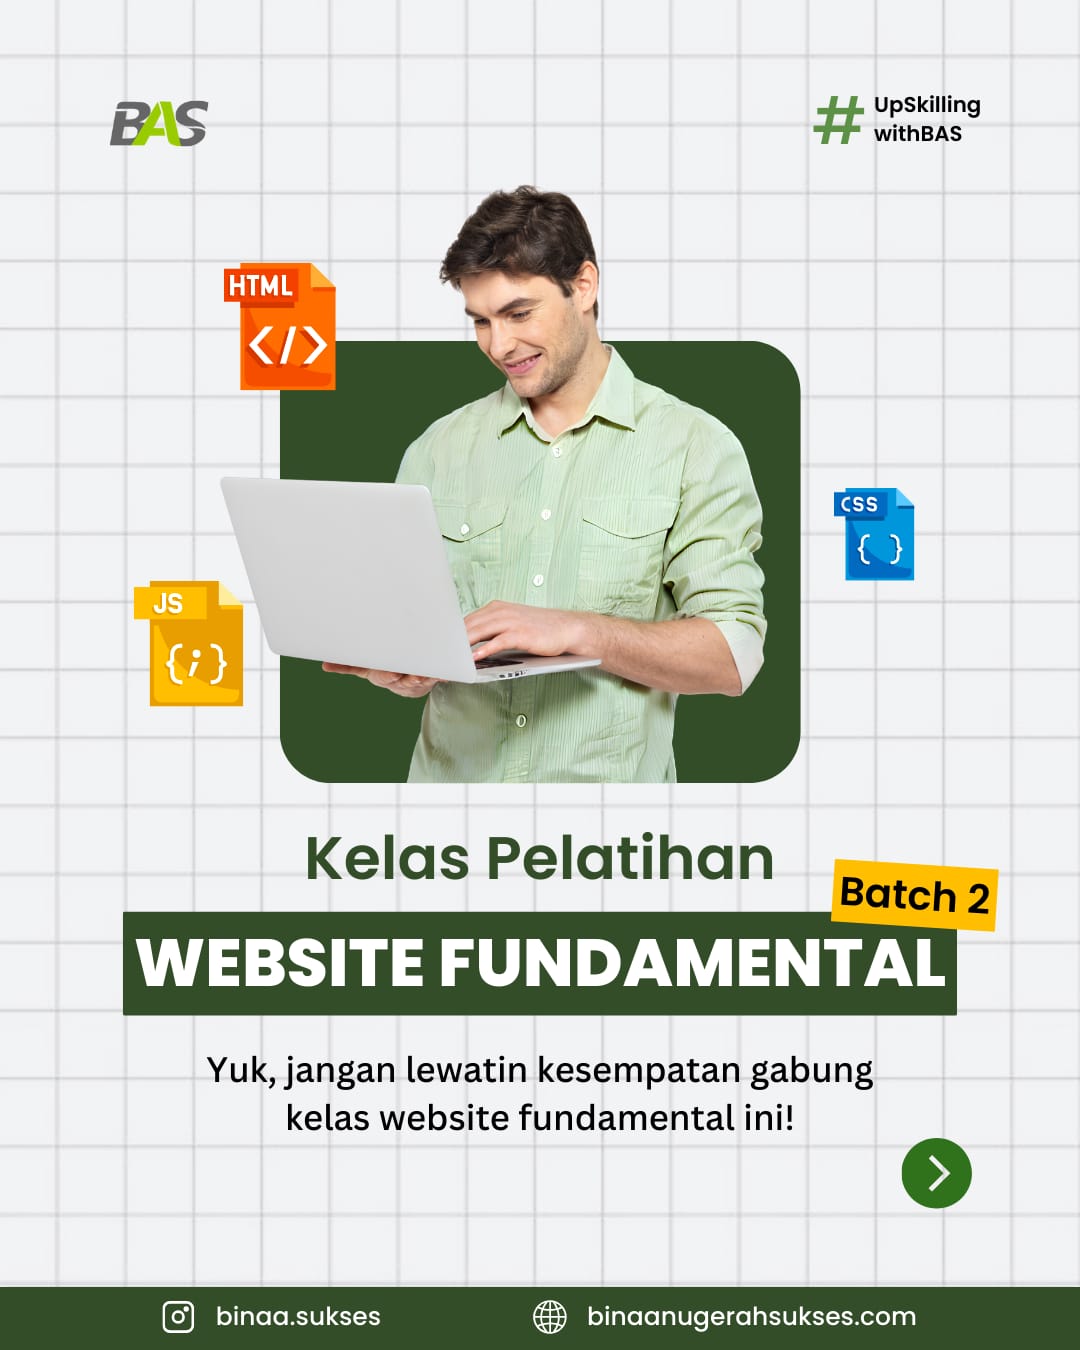 BAS
# UpSkilling
withBAS
HTML
</>
CSS
{ }
JS
{;}
Kelas Pelatihan
Batch 2
WEBSITE FUNDAMENTAL
Yuk, jangan lewatin kesempatan gabung
kelas website fundamental ini!
binaa.sukses
binaanugerahsukses.com